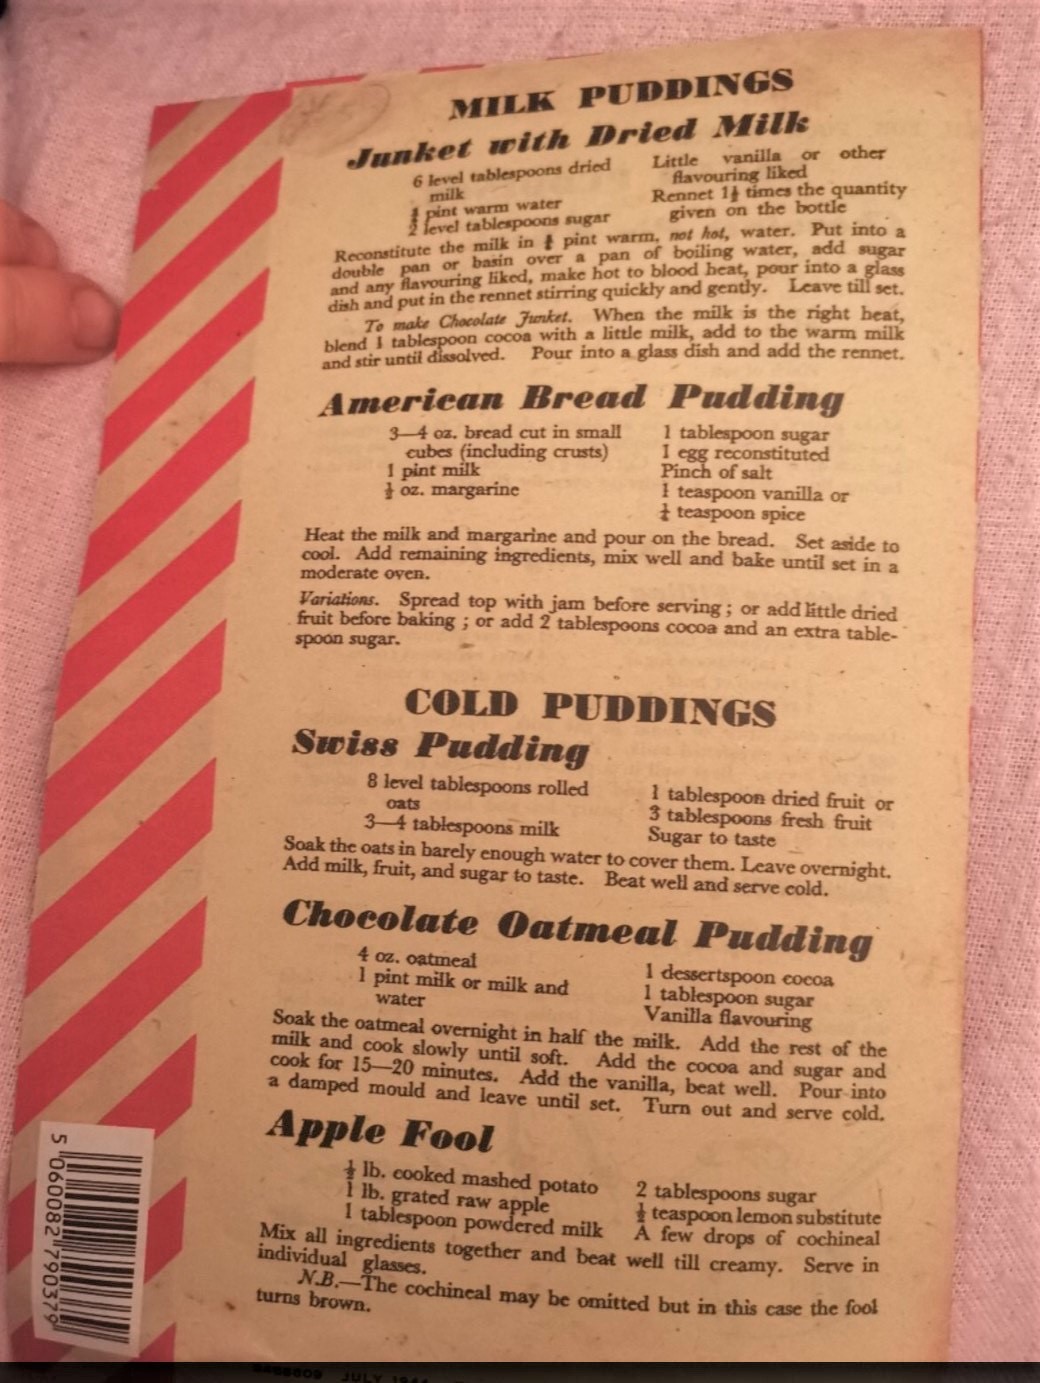 MILK PUDDINGS
Junket with Dried Milk
6 level tablespoons dried
milk
pint warm water
2 level tablespoons sugar
Little vanilla or other
flavouring liked
Rennet 1½ times the quantity
given on the bottle
Reconstitute the milk in pint warm, not hot, water. Put into a
double pan or basin over a pan of boiling water, add sugar
and any flavouring liked, make hot to blood heat, pour into a glass
dish and put in the rennet stirring quickly and gently. Leave till set.
To make Chocolate Junket. When the milk is the right heat,
blend 1 tablespoon cocoa with a little milk, add to the warm milk
and stir until dissolved. Pour into a glass dish and add the rennet.
American Bread Pudding
3—4 oz. bread cut in small
cubes (including crusts)
1 pint milk
½ oz. margarine
1 tablespoon sugar
1 egg reconstituted
Pinch of salt
1 teaspoon vanilla or
½ teaspoon spice
Heat the milk and margarine and pour on the bread. Set aside to
cool. Add remaining ingredients, mix well and bake until set in a
moderate oven.
Variations. Spread top with jam before serving ; or add little dried
fruit before baking ; or add 2 tablespoons cocoa and an extra table-
spoon sugar.
COLD PUDDINGS
Swiss Pudding
8 level tablespoons rolled
oats
3—4 tablespoons milk
1 tablespoon dried fruit or
3 tablespoons fresh fruit
Sugar to taste
Soak the oats in barely enough water to cover them. Leave overnight.
Add milk, fruit, and sugar to taste. Beat well and serve cold.
Chocolate Oatmeal Pudding
4 oz. oatmeal
1 pint milk or milk and
water
1 dessertspoon cocoa
1 tablespoon sugar
Vanilla flavouring
Soak the oatmeal overnight in half the milk. Add the rest of the
milk and cook slowly until soft. Add the cocoa and sugar and
cook for 15—20 minutes. Add the vanilla, beat well. Pour into
a damped mould and leave until set. Turn out and serve cold.
Apple Fool
½ lb. cooked mashed potato
1 lb. grated raw apple
1 tablespoon powdered milk
2 tablespoons sugar
½ teaspoon lemon substitute
A few drops of cochineal
Mix all ingredients together and beat well till creamy. Serve in
individual glasses.
N.B.—The cochineal may be omitted but in this case the fool
turns brown.
5 060082 790379
JULY